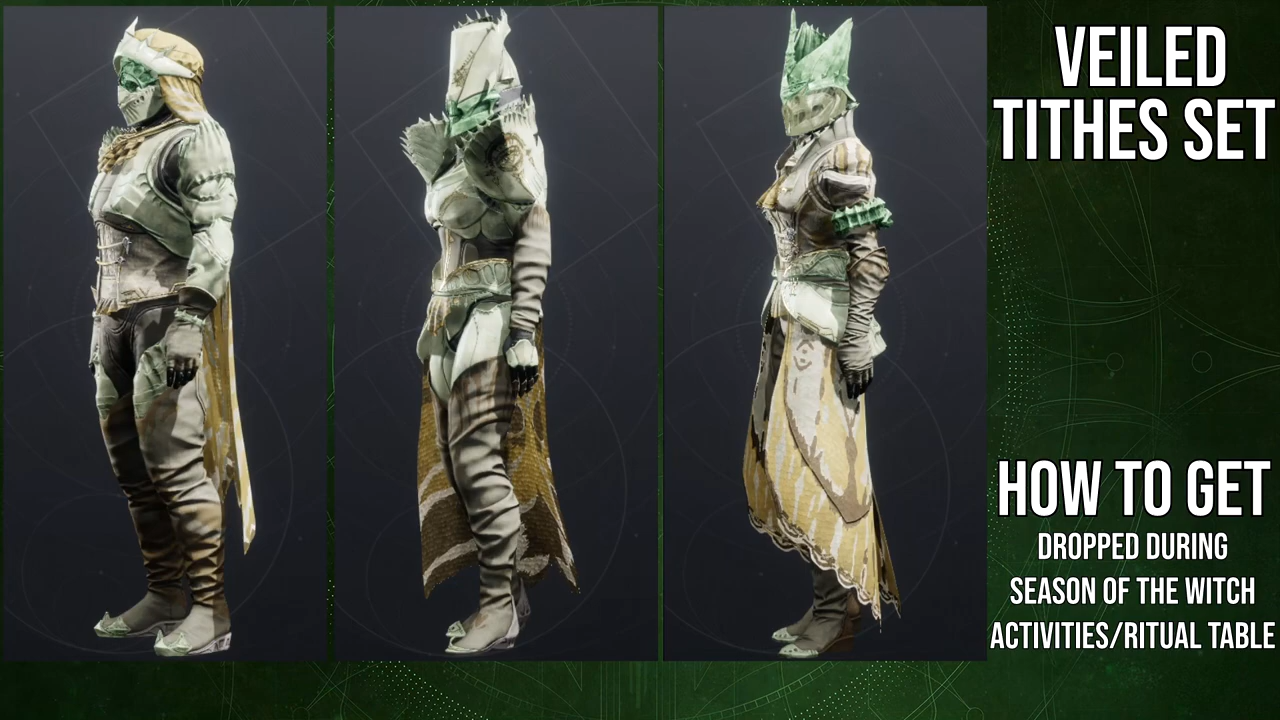 VEILED
TITHES SET
HOW TO GET
DROPPED DURING
SEASON OF THE WITCH
ACTIVITIES/RITUAL TABLE